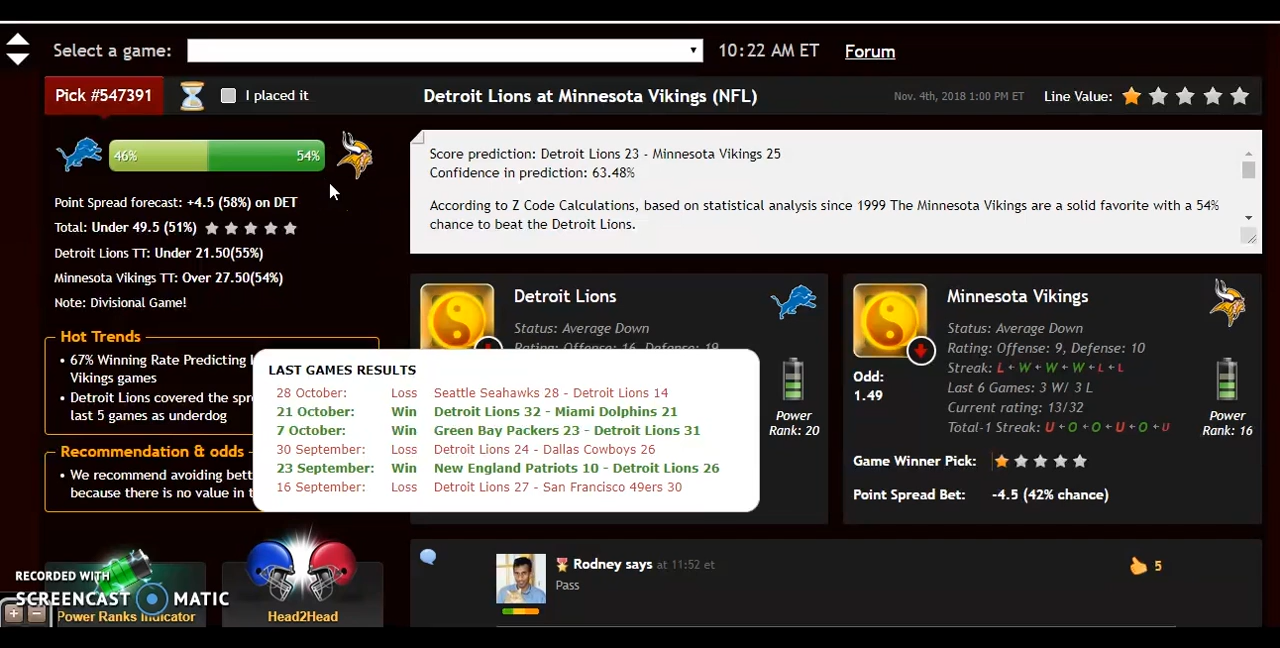 Select a game:
10:22 AM ET
Forum
Pick #547391
I placed it
Detroit Lions at Minnesota Vikings (NFL)
Nov. 4th, 2018 1:00 PM ET
Line Value:
46%
54%
Point Spread forecast: +4.5 (58%) on DET
Total: Under 49.5 (51%)
Detroit Lions TT: Under 21.50(55%)
Minnesota Vikings TT: Over 27.50(54%)
Note: Divisional Game!
Score prediction: Detroit Lions 23 - Minnesota Vikings 25
Confidence in prediction: 63.48%
According to Z Code Calculations, based on statistical analysis since 1999 The Minnesota Vikings are a solid favorite with a 54%
chance to beat the Detroit Lions.
Hot Trends
• 67% Winning Rate Predicting
Vikings games
• Detroit Lions covered the
last 5 games as underdog
Recommendation & odds
• We recommend avoiding
because there is no value in
LAST GAMES RESULTS
28 October: Loss Seattle Seahawks 28 - Detroit Lions 14
21 October: Win Detroit Lions 32 - Miami Dolphins 21
7 October: Win Green Bay Packers 23 - Detroit Lions 31
30 September: Loss Detroit Lions 24 - Dallas Cowboys 26
23 September: Win New England Patriots 10 - Detroit Lions 26
16 September: Loss Detroit Lions 27 - San Francisco 49ers 30
Detroit Lions
Status: Average Down
Rating: Offense: 16, Defense: 19
Power
Rank: 20
Minnesota Vikings
Status: Average Down
Rating: Offense: 9, Defense: 10
Streak: L W W W L L
Last 6 Games: 3 W/ 3 L
Current rating: 13/32
Total-1 Streak: U O O U O U
Odd:
1.49
Power
Rank: 16
Game Winner Pick:
Point Spread Bet: -4.5 (42% chance)
Rodney says at 11:52 et
Pass
5
RECORDED WITH
SCREENCAST MATIC
Power Ranks Indicator
Head2Head